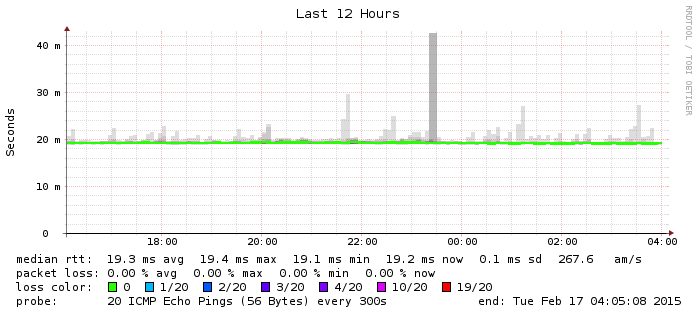 Last 12 Hours
RRDTOOL / TOBI OETIKER
Seconds
40 m
30 m
20 m
10 m
0
18:00 20:00 22:00 00:00 02:00 04:00
median rtt: 19.3 ms avg 19.4 ms max 19.1 ms min 19.2 ms now 0.1 ms sd 267.6 am/s
packet loss: 0.00 % avg 0.00 % max 0.00 % min 0.00 % now
loss color: 0 1/20 2/20 3/20 4/20 10/20 19/20
probe: 20 ICMP Echo Pings (56 Bytes) every 300s end: Tue Feb 17 04:05:08 2015